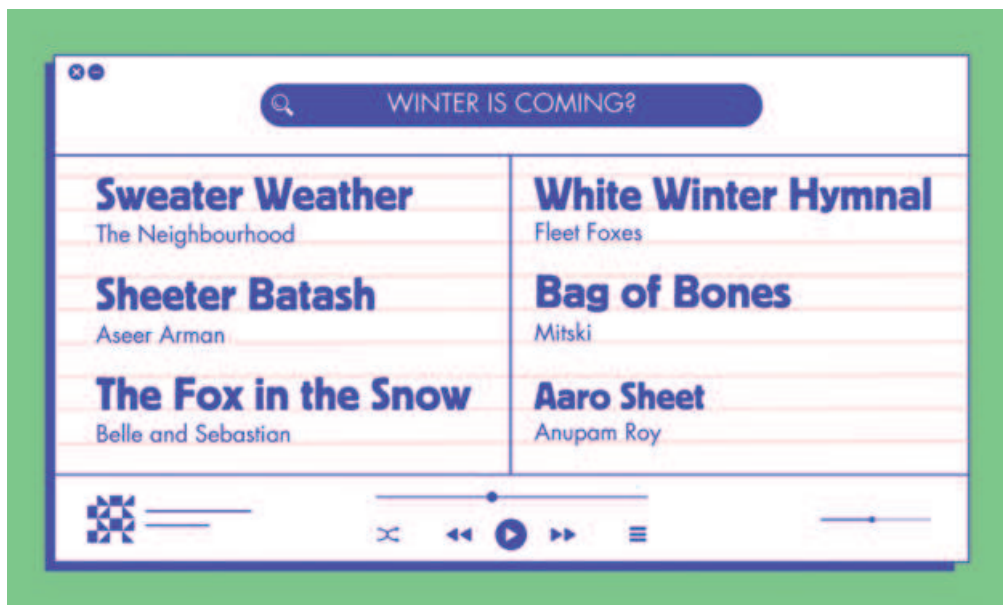 WINTER IS COMING?
Sweater Weather
The Neighbourhood
Sheeter Batash
Aseer Arman
The Fox in the Snow
Belle and Sebastian
White Winter Hymnal
Fleet Foxes
Bag of Bones
Mitski
Aaro Sheet
Anupam Roy